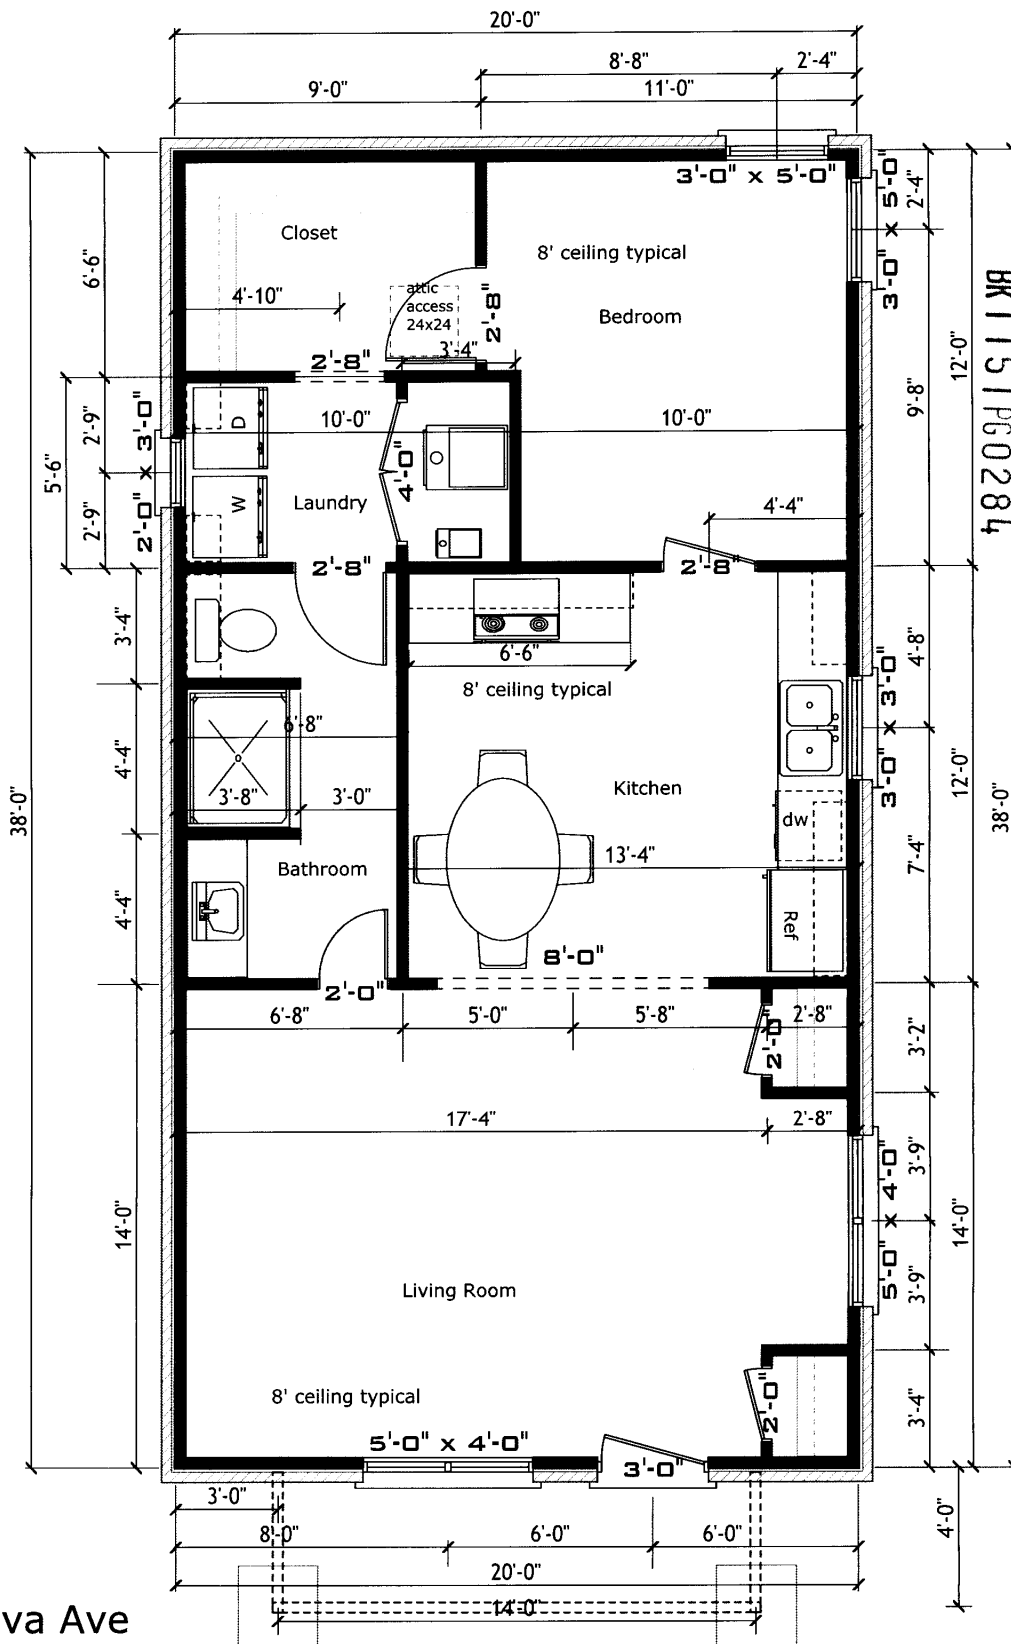 20'-0"
8'-8" 2'-4"
9'-0" 11'-0"
3'-0" x 5'-0"
3'-0" x 5'-0"
2'-4"
BK1151PG0284
Closet
8' ceiling typical
6'-6"
4'-10"
attic
access
24x24
2'-8"
Bedroom
3'-4"
2'-8"
12'-0"
9'-8"
2'-0" x 3'-0"
2'-9"
5'-6"
2'-9"
D
10'-0"
10'-0"
4'-0"
W
Laundry
4'-4"
2'-8"
2'-8"
3'-4"
6'-6"
4'-8"
8' ceiling typical
3'-0" x 3'-0"
6'-8"
4'-4"
3'-8" 3'-0"
Kitchen
38'-0"
12'-0"
38'-0"
dw
13'-4"
7'-4"
Bathroom
4'-4"
Ref
8'-0"
2'-0"
6'-8" 5'-0" 5'-8" 2'-8"
2'-0"
3'-2"
17'-4" 2'-8"
3'-9"
5'-0" x 4'-0"
14'-0"
14'-0"
3'-9"
Living Room
8' ceiling typical
2'-0"
3'-4"
5'-0" x 4'-0"
3'-0"
3'-0"
4'-0"
8'-0" 6'-0" 6'-0"
20'-0"
14'-0"
va Ave